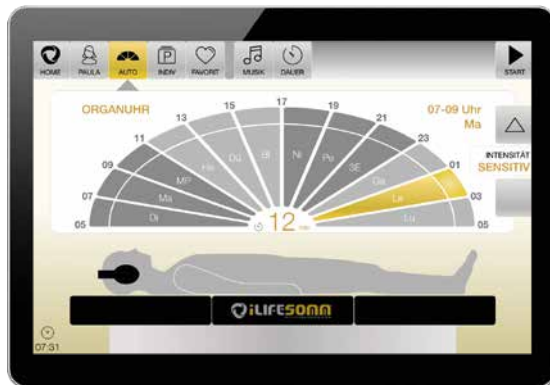 HOME PAULA AUTO INDIV FAVORIT MUSIK DAUER START
ORGANUHR
07-09 Uhr
Ma
05 07 09 11 13 15 17 19 21 23 01 03 05
Di Ma MP He Dü Bl Ni Pe 3E Ga Le Lu
INTENSITÄT
SENSITIV
12 min
iLIFESOMM
07:31